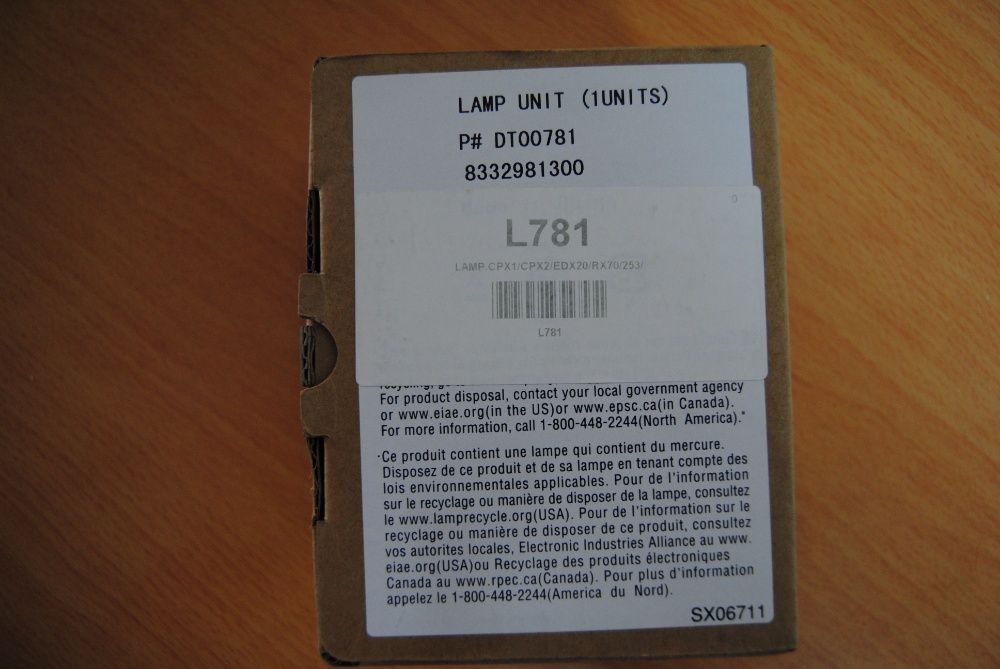 LAMP UNIT (1UNITS)
P# DT00781
8332981300
L781
LAMP.CPX1/CPX2/EDX20/RX70/253/
L781
For product disposal, contact your local government agency
or www.eiae.org(in the US)or www.epsc.ca(in Canada).
For more information, call 1-800-448-2244(North America)."
·Ce produit contient une lampe qui contient du mercure.
Disposez de ce produit et de sa lampe en tenant compte des
lois environnementales applicables. Pour de l'information
sur le recyclage ou manière de disposer de la lampe, consultez
le www.lamprecycle.org(USA). Pour de l'information sur le
recyclage ou manière de disposer de ce produit, consultez
vos autorites locales, Electronic Industries Alliance au www.
eiae.org(USA)ou Recyclage des produits électroniques
Canada au www.rpec.ca(Canada). Pour plus d'information
appelez le 1-800-448-2244(America du Nord).
SX06711